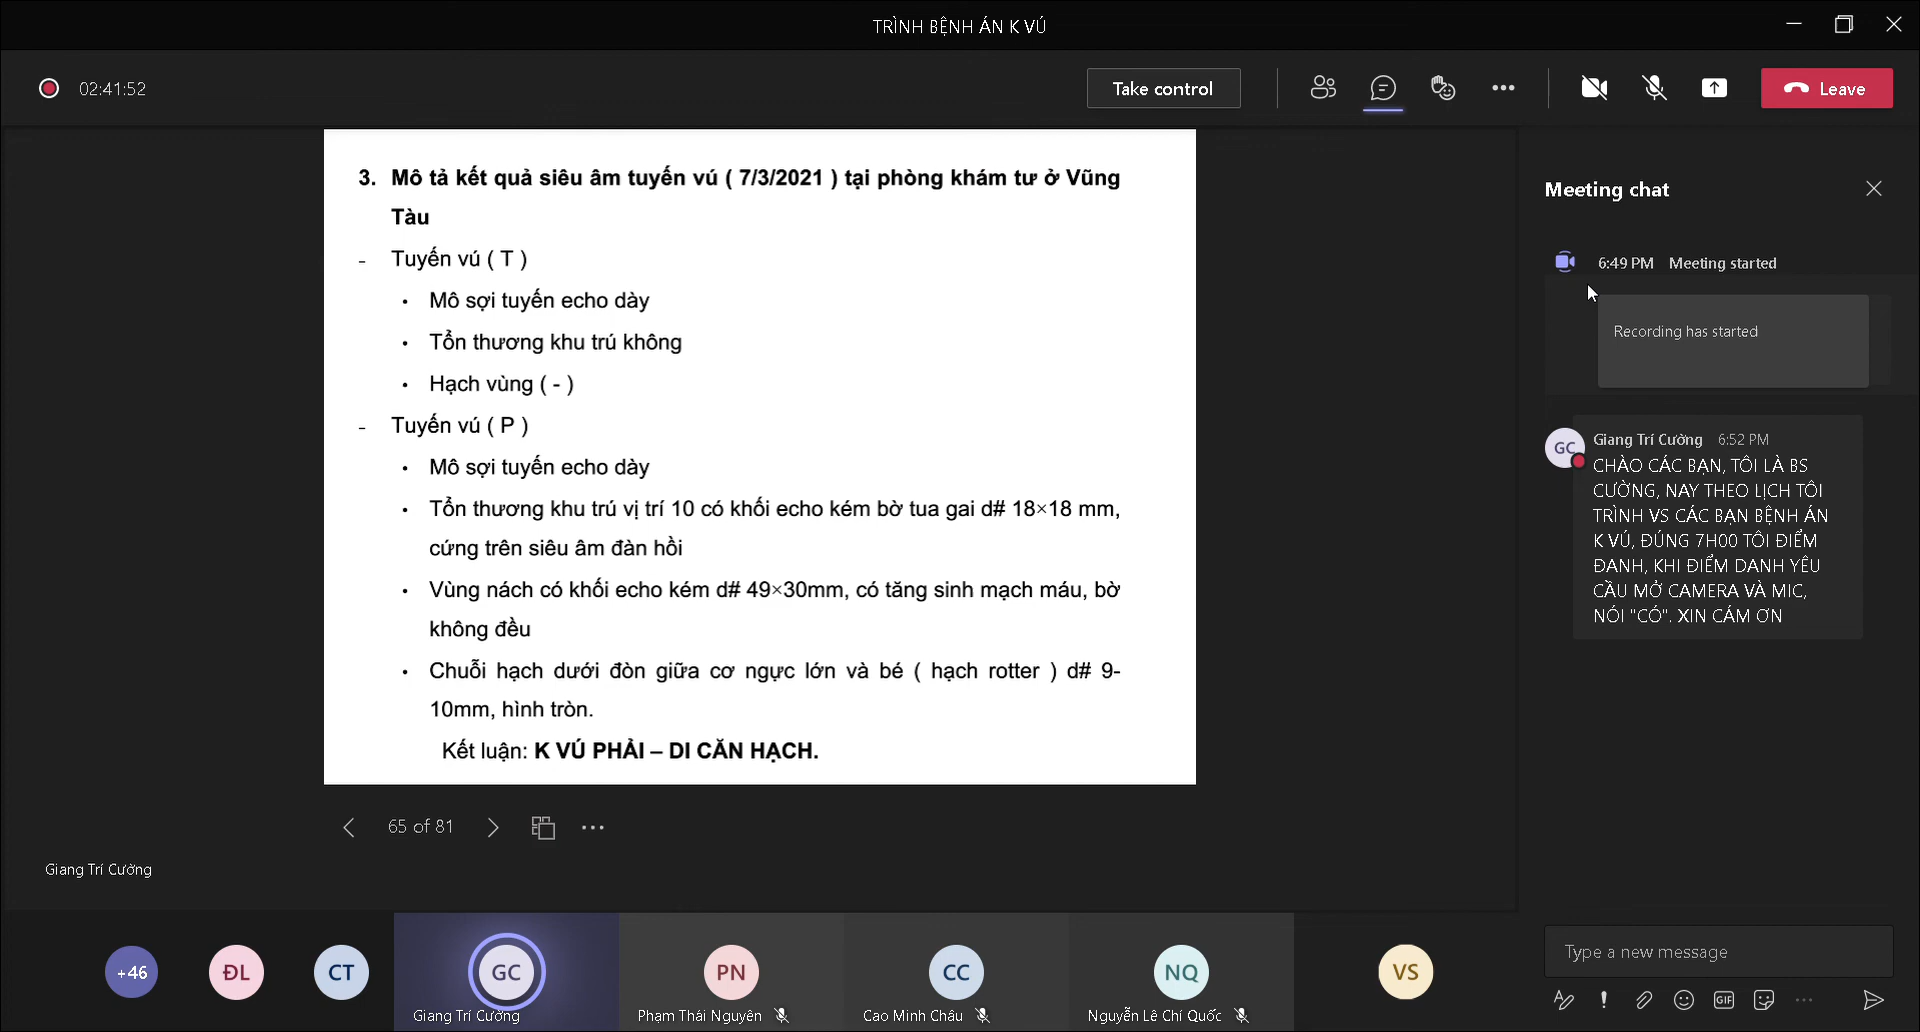 TRÌNH BỆNH ÁN K VÚ
02:41:52
Take control
Leave
3. Mô tả kết quả siêu âm tuyến vú ( 7/3/2021 ) tại phòng khám tư ở Vũng
Tàu
- Tuyến vú ( T )
• Mô sợi tuyến echo dày
• Tổn thương khu trú không
• Hạch vùng ( - )
- Tuyến vú ( P )
• Mô sợi tuyến echo dày
• Tổn thương khu trú vị trí 10 có khối echo kém bờ tua gai d# 18×18 mm,
cứng trên siêu âm đàn hồi
• Vùng nách có khối echo kém d# 49×30mm, có tăng sinh mạch máu, bờ
không đều
• Chuỗi hạch dưới đòn giữa cơ ngực lớn và bé ( hạch rotter ) d# 9-
10mm, hình tròn.
Kết luận: K VÚ PHẢI – DI CĂN HẠCH.
65 of 81
Giang Trí Cường
Meeting chat
6:49 PM Meeting started
Recording has started
GC
Giang Trí Cường 6:52 PM
CHÀO CÁC BẠN, TÔI LÀ BS
CƯỜNG, NAY THEO LỊCH TÔI
TRÌNH VS CÁC BẠN BỆNH ÁN
K VÚ, ĐÚNG 7H00 TÔI ĐIỂM
DANH, KHI ĐIỂM DANH YÊU
CẦU MỞ CAMERA VÀ MIC,
NÓI "CÓ". XIN CÁM ƠN
+46
ĐL
CT
GC
Giang Trí Cường
PN
Phạm Thái Nguyên
CC
Cao Minh Châu
NQ
Nguyễn Lê Chí Quốc
VS
Type a new message
GIF